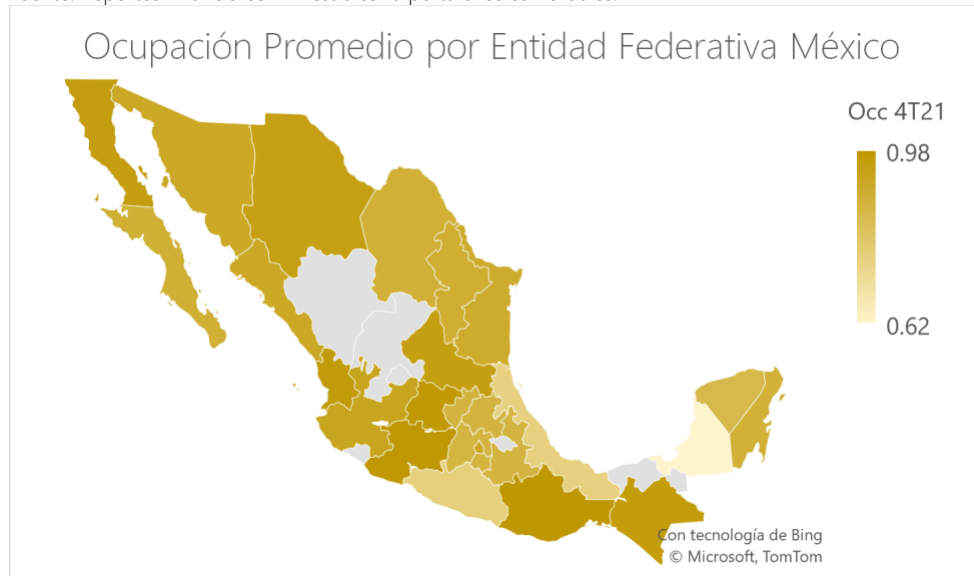 Ocupación Promedio por Entidad Federativa México
Occ 4T21
0.98
0.62
Con tecnología de Bing
© Microsoft, TomTom